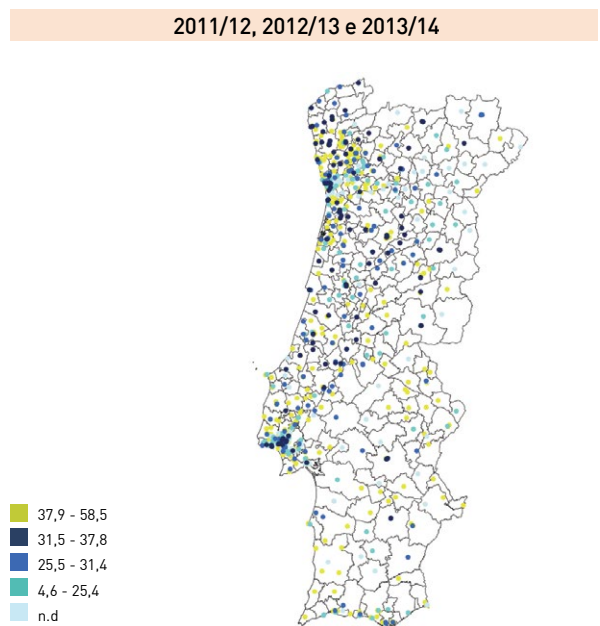 2011/12, 2012/13 e 2013/14
37,9 - 58,5
31,5 - 37,8
25,5 - 31,4
4,6 - 25,4
n.d